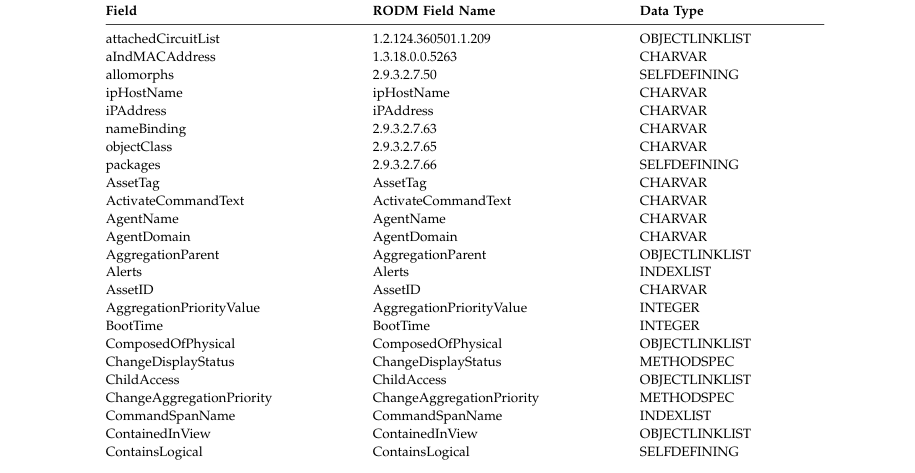 Field RODM Field Name Data Type
attachedCircuitList 1.2.124.360501.1.209 OBJECTLINKLIST
aIndMACAddress 1.3.18.0.0.5263 CHARVAR
allomorphs 2.9.3.2.7.50 SELFDEFINING
ipHostName ipHostName CHARVAR
iPAddress iPAddress CHARVAR
nameBinding 2.9.3.2.7.63 CHARVAR
objectClass 2.9.3.2.7.65 CHARVAR
packages 2.9.3.2.7.66 SELFDEFINING
AssetTag AssetTag CHARVAR
ActivateCommandText ActivateCommandText CHARVAR
AgentName AgentName CHARVAR
AgentDomain AgentDomain CHARVAR
AggregationParent AggregationParent OBJECTLINKLIST
Alerts Alerts INDEXLIST
AssetID AssetID CHARVAR
AggregationPriorityValue AggregationPriorityValue INTEGER
BootTime BootTime INTEGER
ComposedOfPhysical ComposedOfPhysical OBJECTLINKLIST
ChangeDisplayStatus ChangeDisplayStatus METHODSPEC
ChildAccess ChildAccess OBJECTLINKLIST
ChangeAggregationPriority ChangeAggregationPriority METHODSPEC
CommandSpanName CommandSpanName INDEXLIST
ContainedInView ContainedInView OBJECTLINKLIST
ContainsLogical ContainsLogical SELFDEFINING